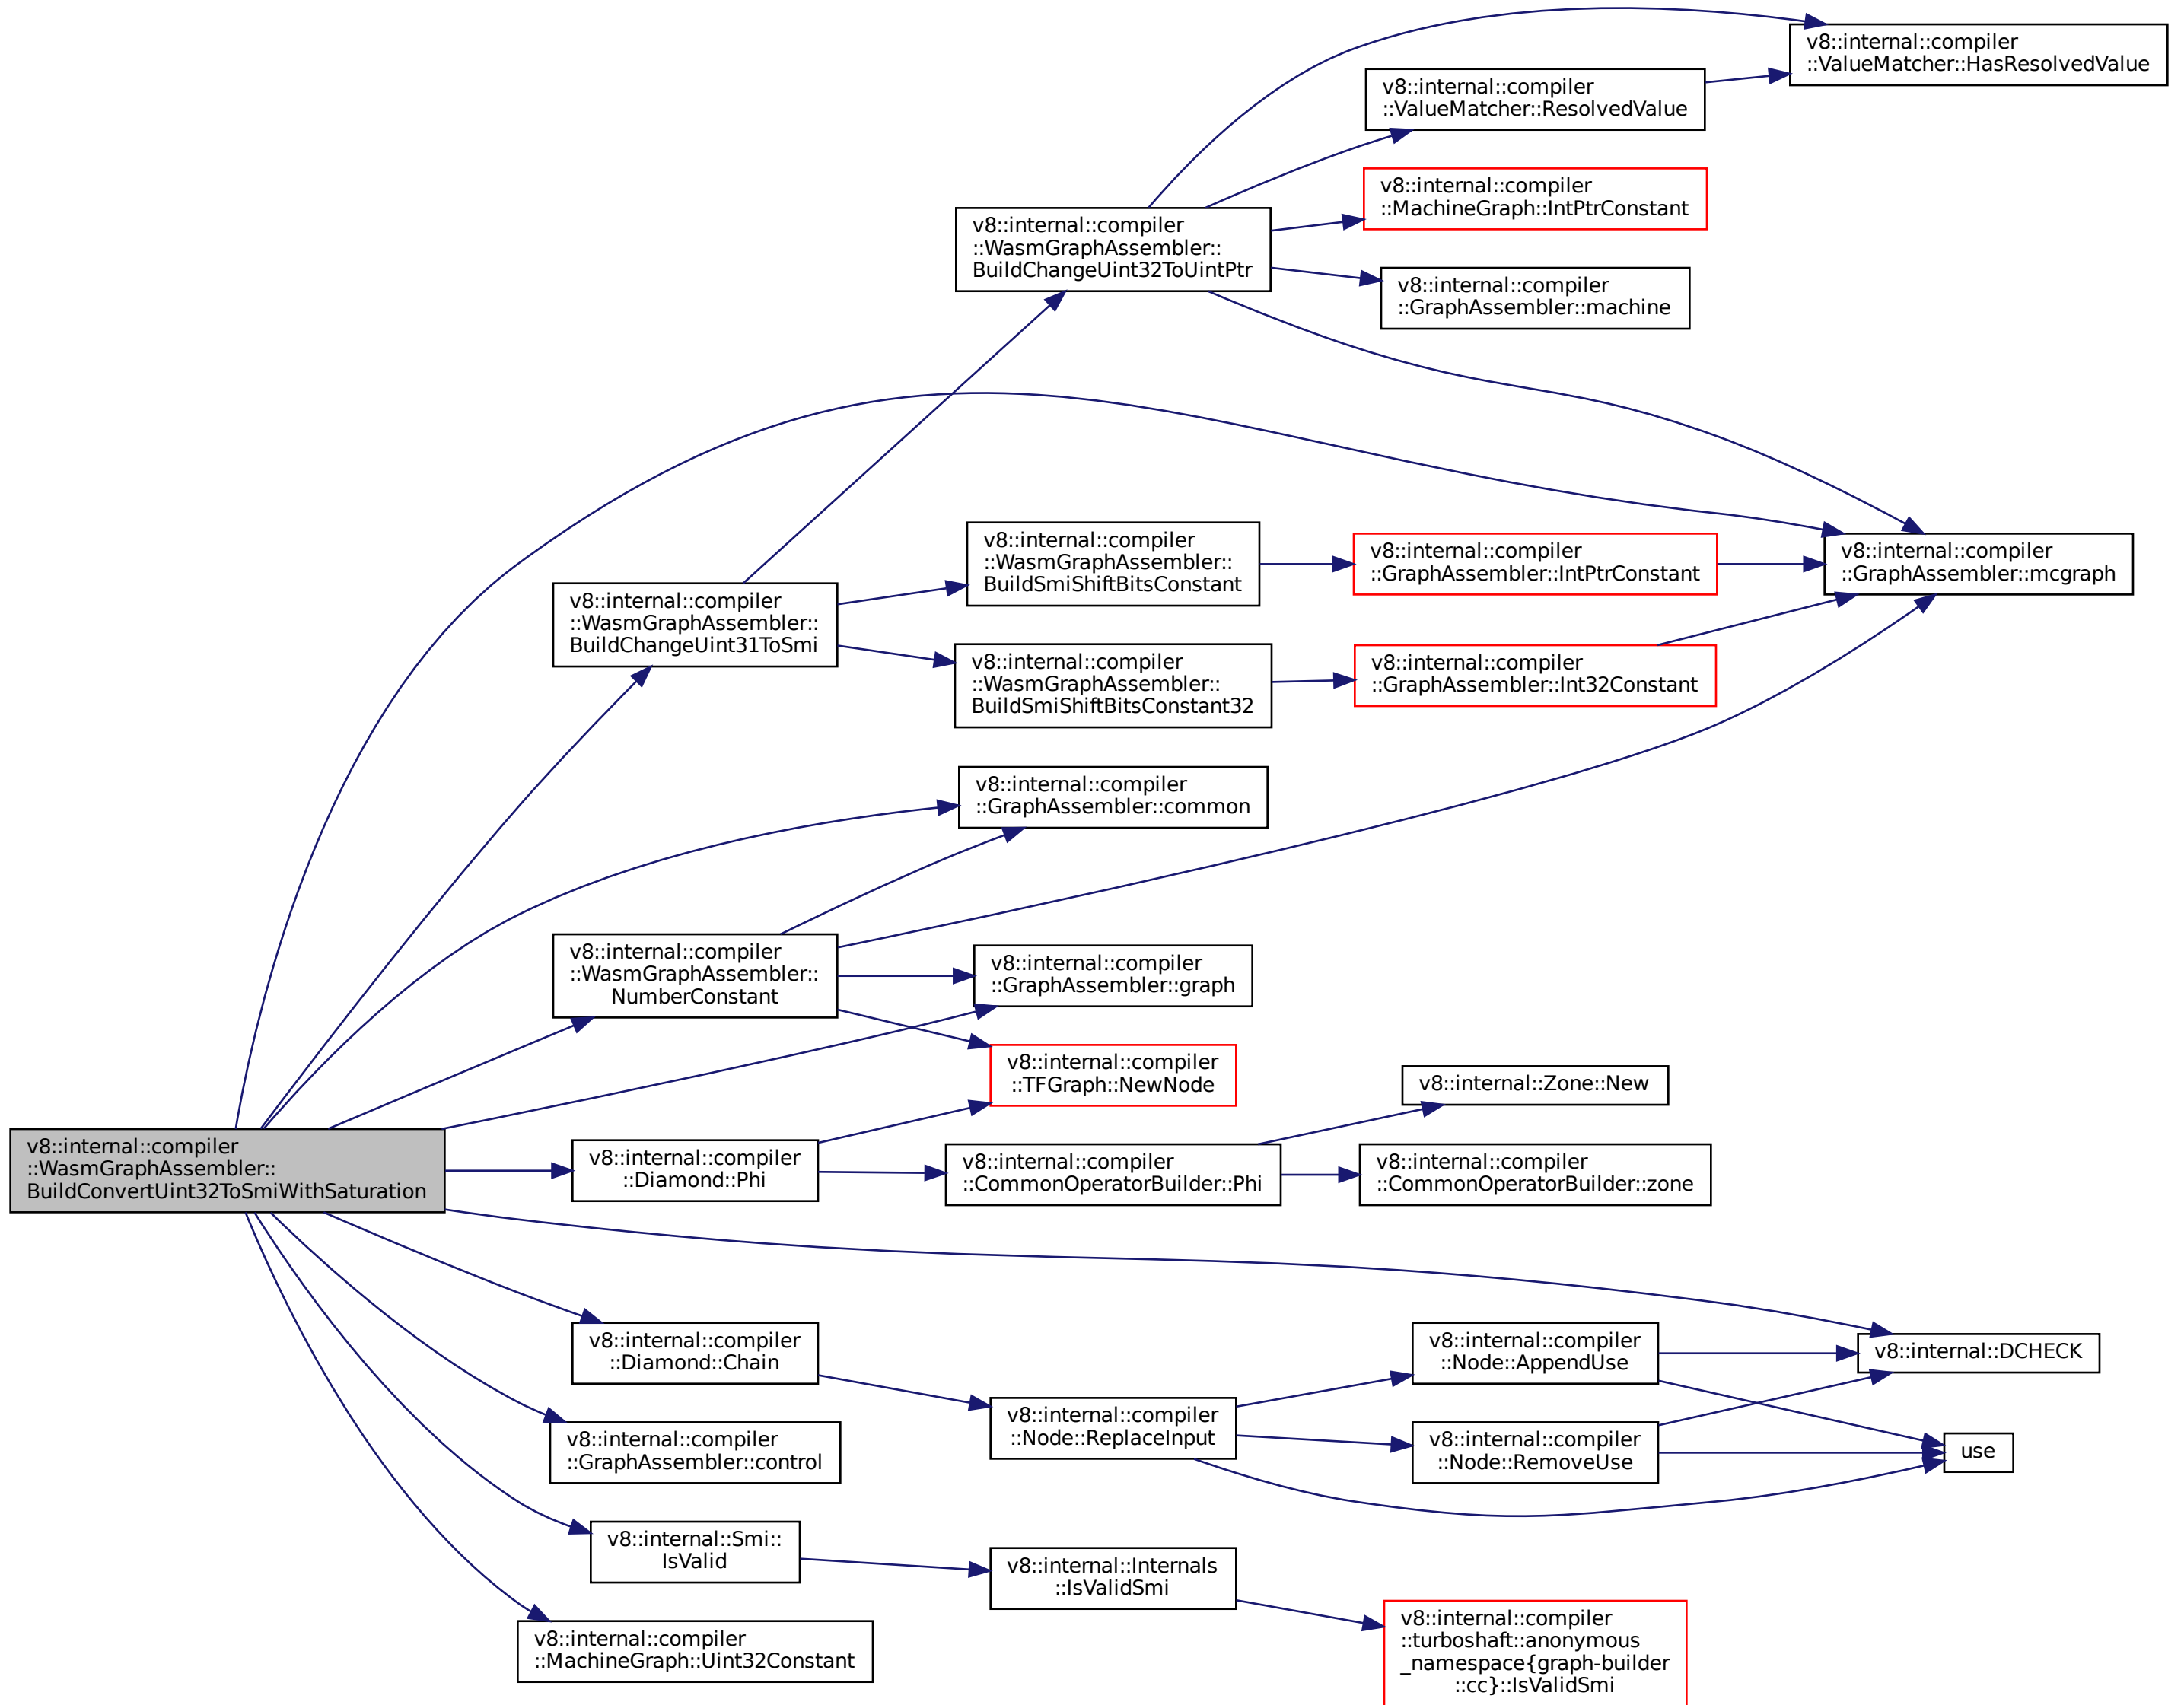 v8::internal::compiler
::ValueMatcher::HasResolvedValue
v8::internal::compiler
::ValueMatcher::ResolvedValue
v8::internal::compiler
::MachineGraph::IntPtrConstant
v8::internal::compiler
::WasmGraphAssembler::
BuildChangeUint32ToUintPtr
v8::internal::compiler
::GraphAssembler::machine
v8::internal::compiler
::WasmGraphAssembler::
BuildSmiShiftBitsConstant
v8::internal::compiler
::GraphAssembler::IntPtrConstant
v8::internal::compiler
::GraphAssembler::mcgraph
v8::internal::compiler
::WasmGraphAssembler::
BuildChangeUint31ToSmi
v8::internal::compiler
::WasmGraphAssembler::
BuildSmiShiftBitsConstant32
v8::internal::compiler
::GraphAssembler::Int32Constant
v8::internal::compiler
::GraphAssembler::common
v8::internal::compiler
::WasmGraphAssembler::
NumberConstant
v8::internal::compiler
::GraphAssembler::graph
v8::internal::compiler
::TFGraph::NewNode
v8::internal::Zone::New
v8::internal::compiler
::WasmGraphAssembler::
BuildConvertUint32ToSmiWithSaturation
v8::internal::compiler
::Diamond::Phi
v8::internal::compiler
::CommonOperatorBuilder::Phi
v8::internal::compiler
::CommonOperatorBuilder::zone
v8::internal::compiler
::Diamond::Chain
v8::internal::compiler
::Node::AppendUse
v8::internal::DCHECK
v8::internal::compiler
::Node::ReplaceInput
v8::internal::compiler
::GraphAssembler::control
v8::internal::compiler
::Node::RemoveUse
use
v8::internal::Smi::
IsValid
v8::internal::Internals
::IsValidSmi
v8::internal::compiler
::MachineGraph::Uint32Constant
v8::internal::compiler
::turboshaft::anonymous
_namespace{graph-builder
::cc}::IsValidSmi